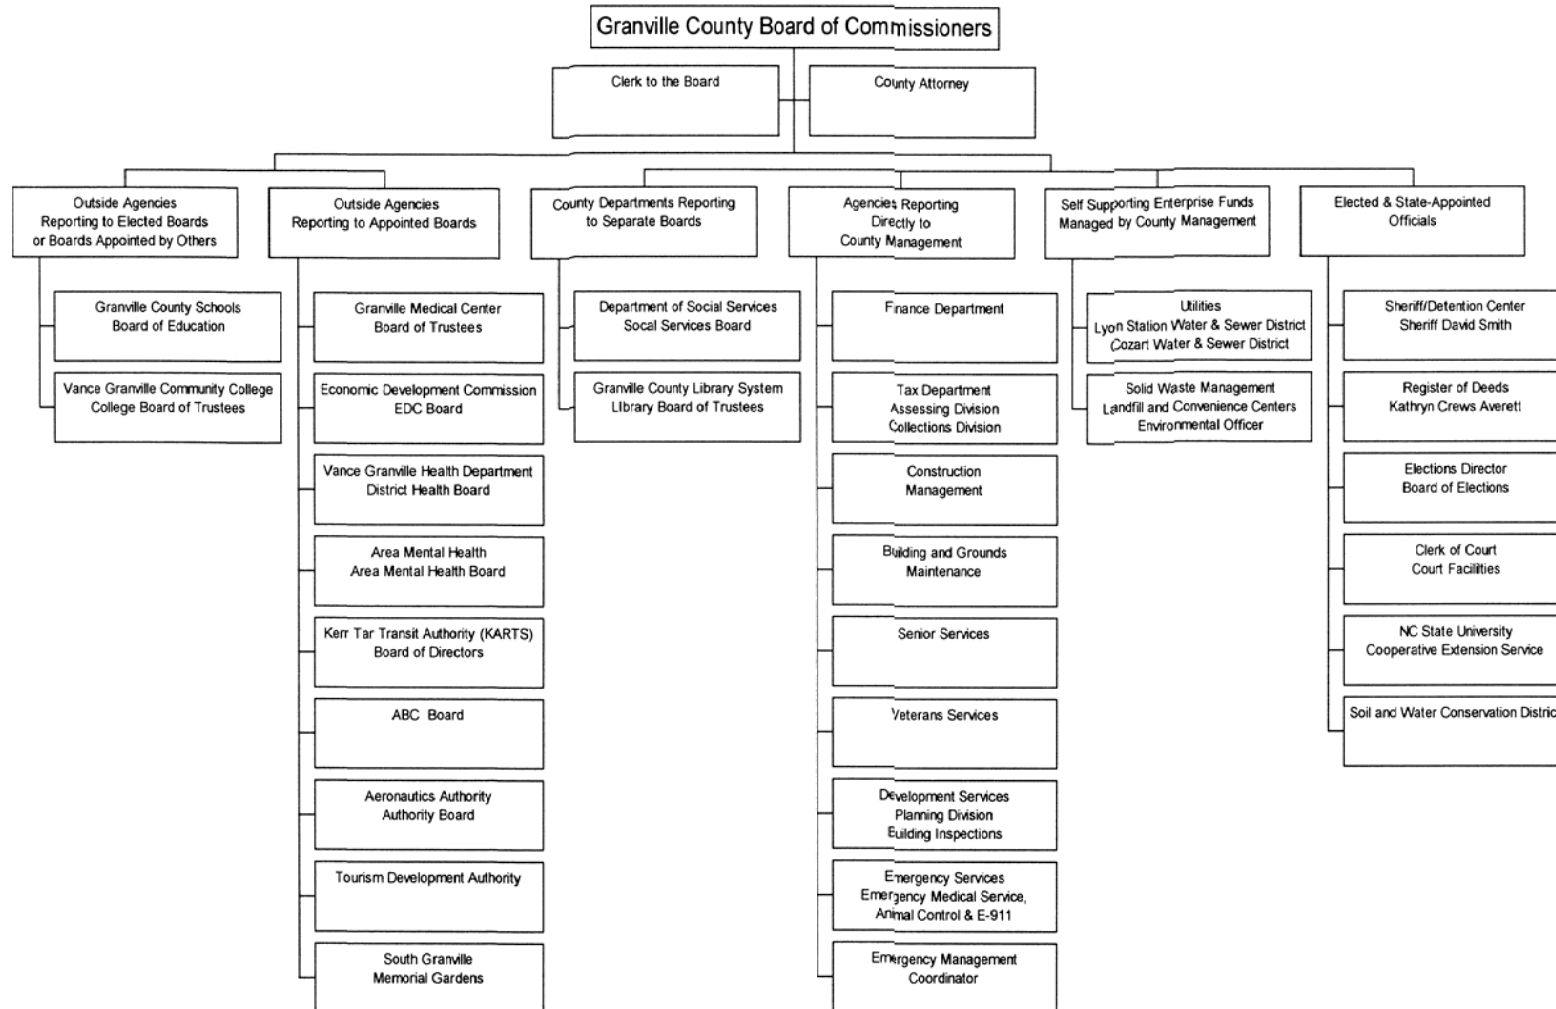 Granville County Board of Commissioners
Clerk to the Board
County Attorney
Outside Agencies
Reporting to Elected Boards
or Boards Appointed by Others
Outside Agencies
Reporting to Appointed Boards
County Departments Reporting
to Separate Boards
Agencies Reporting
Directly to
County Management
Self Supporting Enterprise Funds
Managed by County Management
Elected & State-Appointed
Officials
Granville County Schools
Board of Education
Vance Granville Community College
College Board of Trustees
Granville Medical Center
Board of Trustees
Economic Development Commission
EDC Board
Vance Granville Health Department
District Health Board
Area Mental Health
Area Mental Health Board
Kerr Tar Transit Authority (KARTS)
Board of Directors
ABC Board
Aeronautics Authority
Authority Board
Tourism Development Authority
South Granville
Memorial Gardens
Department of Social Services
Socal Services Board
Granville County Library System
Library Board of Trustees
Finance Department
Tax Department
Assessing Division
Collections Division
Construction
Management
Building and Grounds
Maintenance
Senior Services
Veterans Services
Development Services
Planning Division
Building Inspections
Emergency Services
Emergency Medical Service,
Animal Control & E-911
Emergency Management
Coordinator
Utilities
Lyon Station Water & Sewer District
Cozart Water & Sewer District
Solid Waste Management
Landfill and Convenience Centers
Environmental Officer
Sheriff/Detention Center
Sheriff David Smith
Register of Deeds
Kathryn Crews Averett
Elections Director
Board of Elections
Clerk of Court
Court Facilities
NC State University
Cooperative Extension Service
Soil and Water Conservation Distric